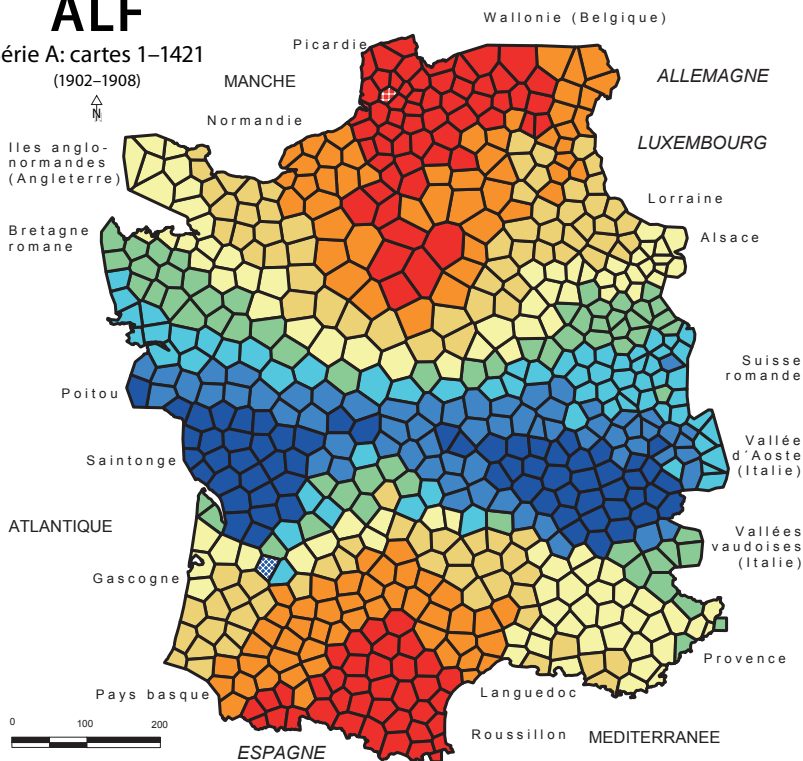 ALF
érie A: cartes 1–1421
(1902–1908)
N
Wallonie (Belgique)
Picardie
MANCHE
ALLEMAGNE
Normandie
LUXEMBOURG
Iles anglo-
normandes
(Angleterre)
Lorraine
Bretagne
romane
Alsace
Suisse
romande
Poitou
Vallée
d'Aoste
(Italie)
Saintonge
ATLANTIQUE
Vallées
vaudoises
(Italie)
Gascogne
Provence
Pays basque
Languedoc
Roussillon
MEDITERRANEE
0 100 200
ESPAGNE